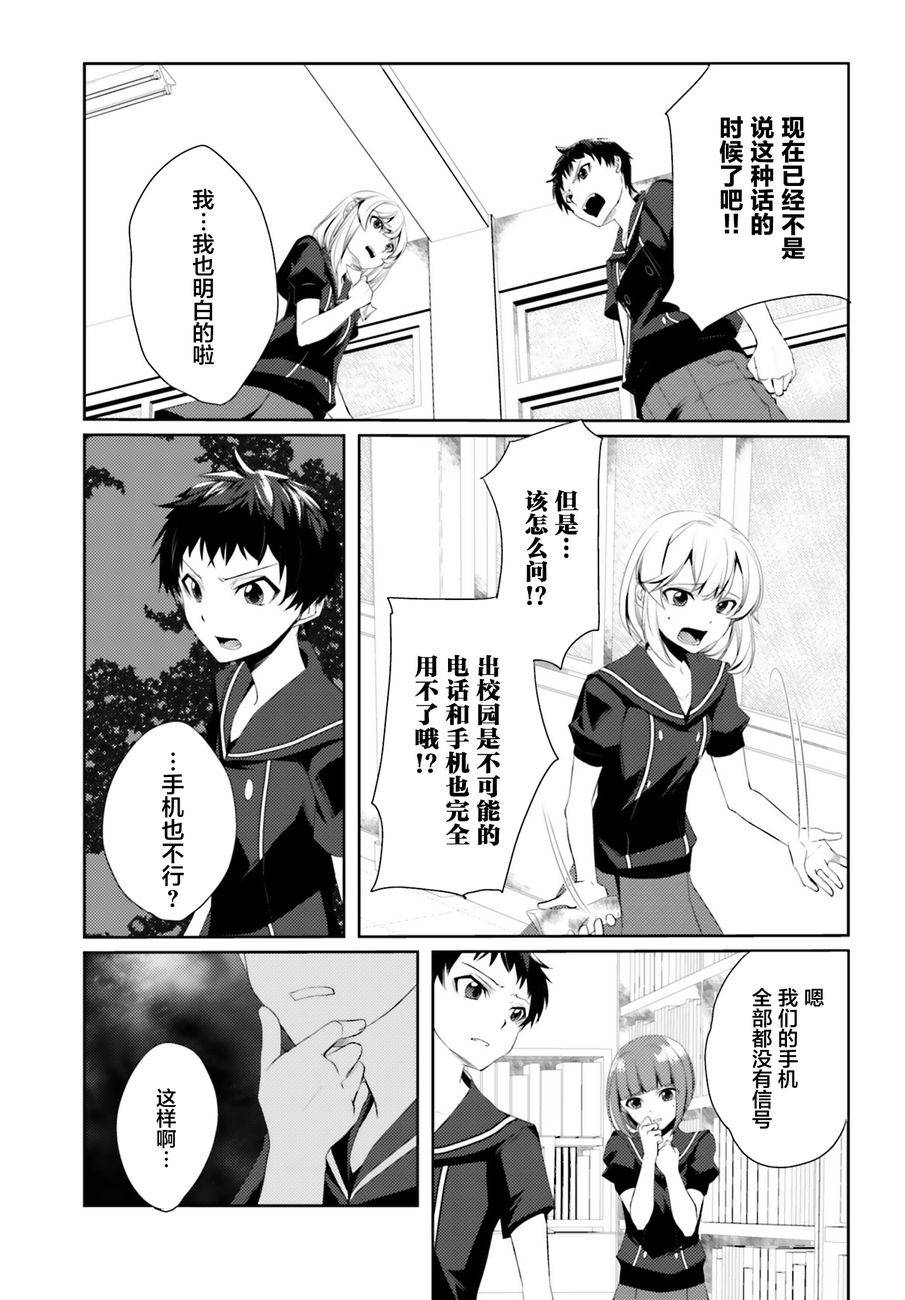 现在已经不是
说这种话的
时候了吧!!
我…我也明白的啦
但是…
该怎么问!?
出校园是不可能的
电话和手机也完全
用不了哦!?
…手机也不行?
嗯
我们的手机
全部都没有信号
这样啊…